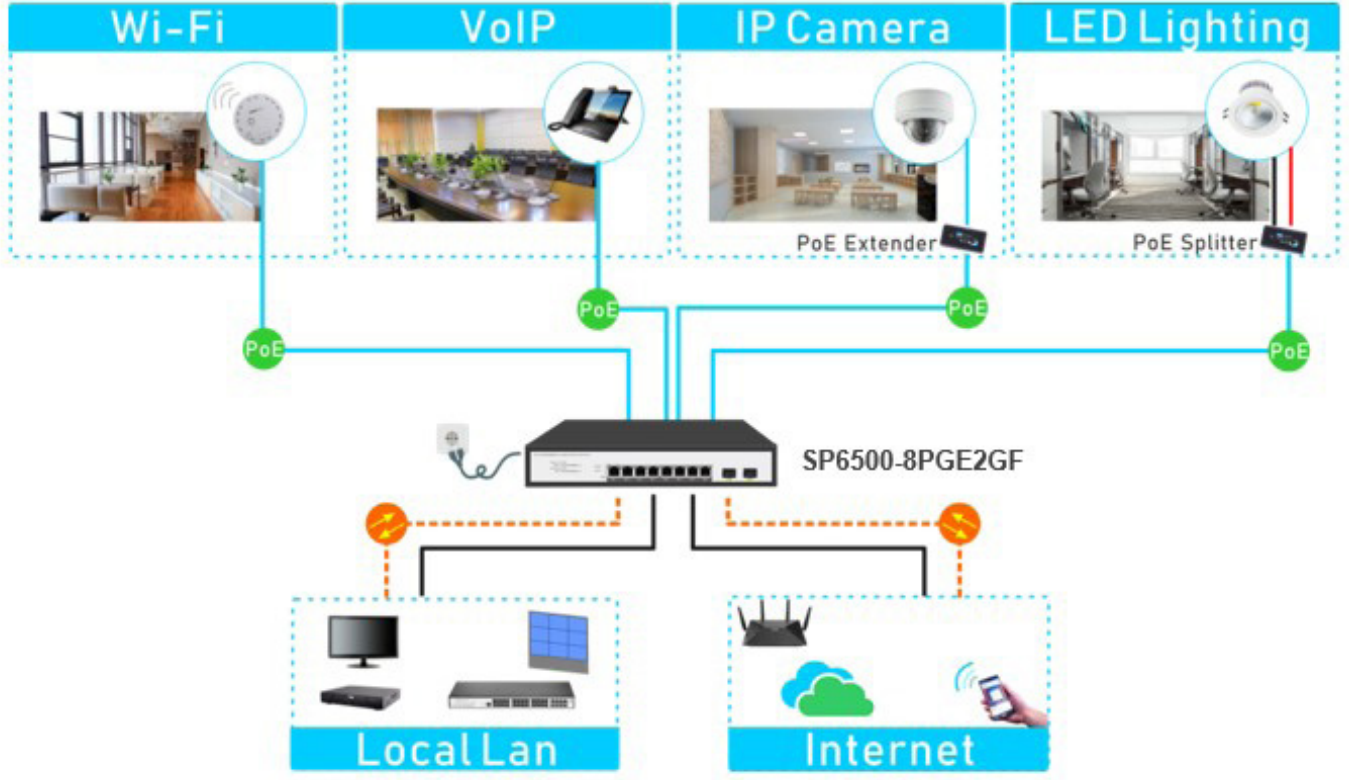 Wi-Fi
VoIP
IP Camera
LED Lighting
PoE Extender
PoE Splitter
PoE
PoE
PoE
PoE
SP6500-8PGE2GF
Local Lan
Internet